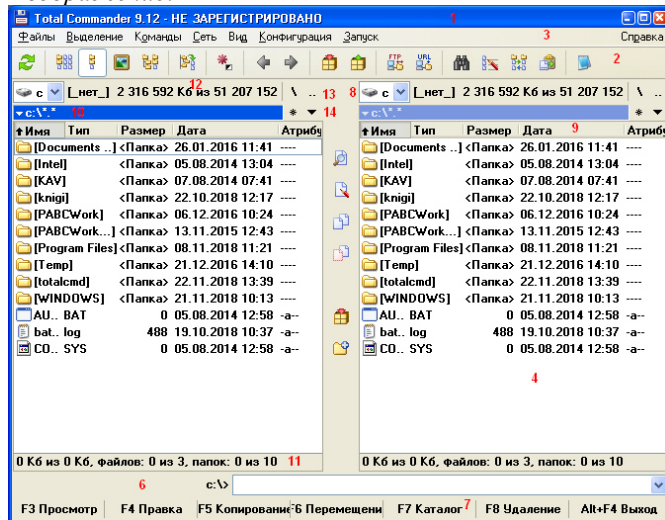 Total Commander 9.12 - НЕ ЗАРЕГИСТРИРОВАНО 1
Файлы Выделение Команды Сеть Вид Конфигурация Запуск 3 Справка
FTP URL 2
c [_нет_] 2 316 592 Кб из 51 207 152 \ .. 12 13 8 c [_нет_] 2 316 592 Кб из 51 207 152 \ ..
c:\*.* 10 * 14 c:\*.* *
Имя Тип Размер Дата Атрибу Имя Тип Размер Дата 9 Атрибу
[Documents ..] <Папка> 26.01.2016 11:41 ---- [Documents ..] <Папка> 26.01.2016 11:41 ----
[Intel] <Папка> 05.08.2014 13:04 ---- [Intel] <Папка> 05.08.2014 13:04 ----
[KAV] <Папка> 07.08.2014 07:41 ---- [KAV] <Папка> 07.08.2014 07:41 ----
[knigi] <Папка> 22.10.2018 12:17 ---- [knigi] <Папка> 22.10.2018 12:17 ----
[PABCWork] <Папка> 06.12.2016 10:24 ---- [PABCWork] <Папка> 06.12.2016 10:24 ----
[PABCWork...] <Папка> 13.11.2015 12:43 ---- [PABCWork...] <Папка> 13.11.2015 12:43 ----
[Program Files] <Папка> 08.11.2018 11:21 ---- [Program Files] <Папка> 08.11.2018 11:21 ----
[Temp] <Папка> 21.12.2016 14:10 ---- [Temp] <Папка> 21.12.2016 14:10 ----
[totalcmd] <Папка> 22.11.2018 13:39 ---- [totalcmd] <Папка> 22.11.2018 13:39 ----
[WINDOWS] <Папка> 21.11.2018 10:13 ---- [WINDOWS] <Папка> 21.11.2018 10:13 ----
AU.. BAT 0 05.08.2014 12:58 -a-- AU.. BAT 0 05.08.2014 12:58 -a--
bat.. log 488 19.10.2018 10:37 -a-- bat.. log 488 19.10.2018 10:37 -a--
CO.. SYS 0 05.08.2014 12:58 -a-- CO.. SYS 0 05.08.2014 12:58 -a--
4
0 Кб из 0 Кб, файлов: 0 из 3, папок: 0 из 10 11 0 Кб из 0 Кб, файлов: 0 из 3, папок: 0 из 10
6 c:\>
F3 Просмотр F4 Правка F5 Копировани F6 Перемещени F7 Каталог 7 F8 Удаление Alt+F4 Выход